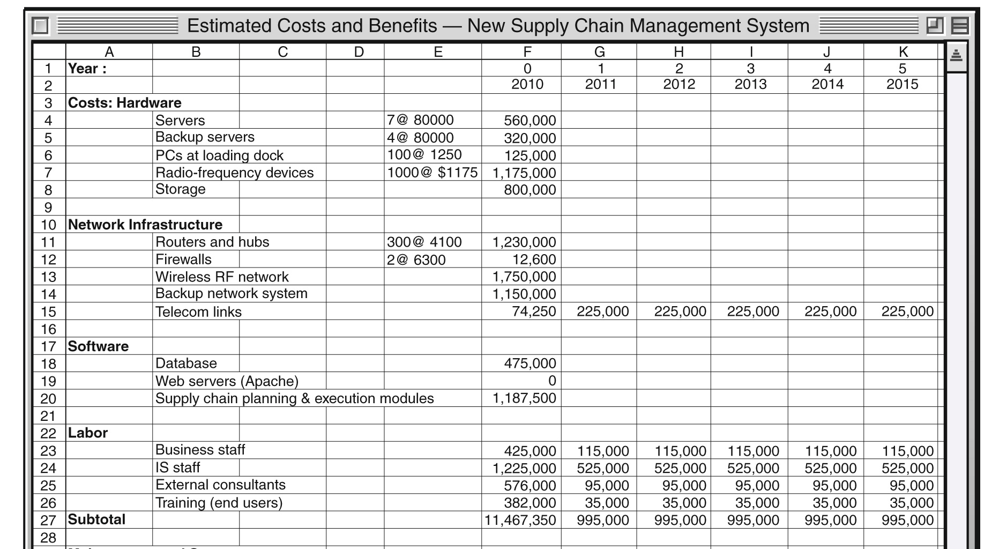 Estimated Costs and Benefits — New Supply Chain Management System
A B C D E F G H I J K
1 Year : 0 1 2 3 4 5
2 2010 2011 2012 2013 2014 2015
3 Costs: Hardware
4 Servers 7@ 80000 560,000
5 Backup servers 4@ 80000 320,000
6 PCs at loading dock 100@ 1250 125,000
7 Radio-frequency devices 1000@ $1175 1,175,000
8 Storage 800,000
9
10 Network Infrastructure
11 Routers and hubs 300@ 4100 1,230,000
12 Firewalls 2@ 6300 12,600
13 Wireless RF network 1,750,000
14 Backup network system 1,150,000
15 Telecom links 74,250 225,000 225,000 225,000 225,000 225,000
16
17 Software
18 Database 475,000
19 Web servers (Apache) 0
20 Supply chain planning & execution modules 1,187,500
21
22 Labor
23 Business staff 425,000 115,000 115,000 115,000 115,000 115,000
24 IS staff 1,225,000 525,000 525,000 525,000 525,000 525,000
25 External consultants 576,000 95,000 95,000 95,000 95,000 95,000
26 Training (end users) 382,000 35,000 35,000 35,000 35,000 35,000
27 Subtotal 11,467,350 995,000 995,000 995,000 995,000 995,000
28